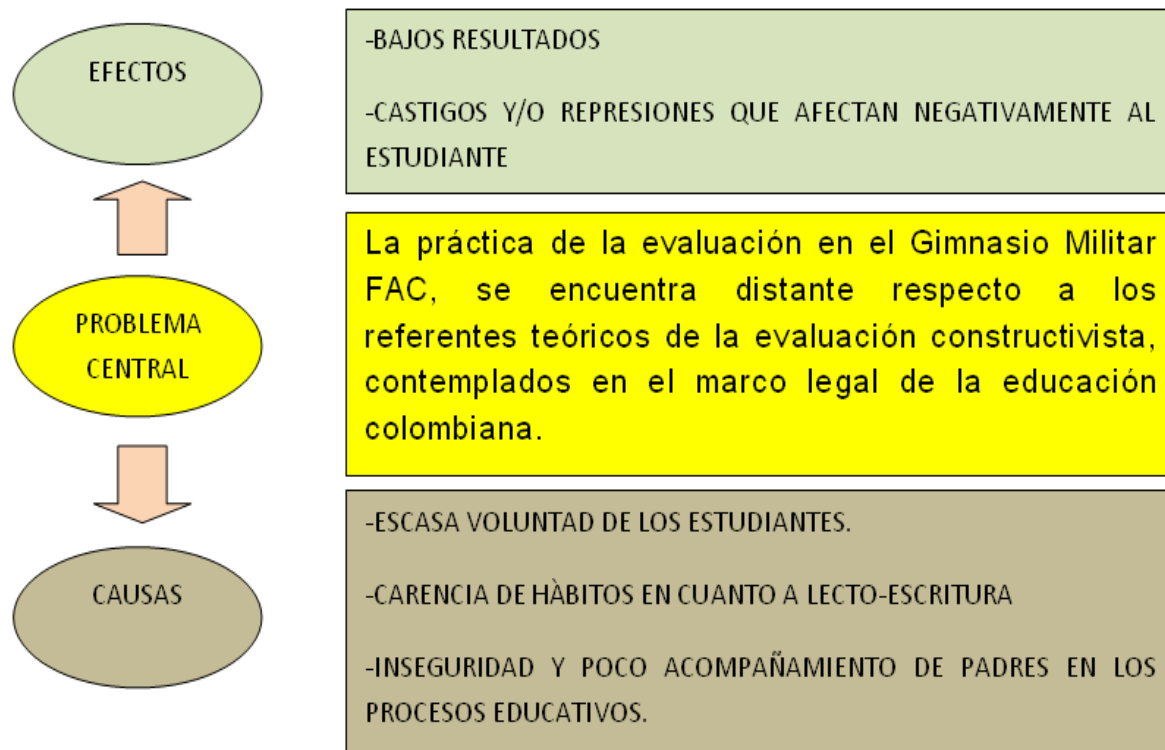 EFECTOS
-BAJOS RESULTADOS
-CASTIGOS Y/O REPRESIONES QUE AFECTAN NEGATIVAMENTE AL
ESTUDIANTE
PROBLEMA
CENTRAL
La práctica de la evaluación en el Gimnasio Militar
FAC, se encuentra distante respecto a los
referentes teóricos de la evaluación constructivista,
contemplados en el marco legal de la educación
colombiana.
CAUSAS
-ESCASA VOLUNTAD DE LOS ESTUDIANTES.
-CARENCIA DE HÀBITOS EN CUANTO A LECTO-ESCRITURA
-INSEGURIDAD Y POCO ACOMPAÑAMIENTO DE PADRES EN LOS
PROCESOS EDUCATIVOS.